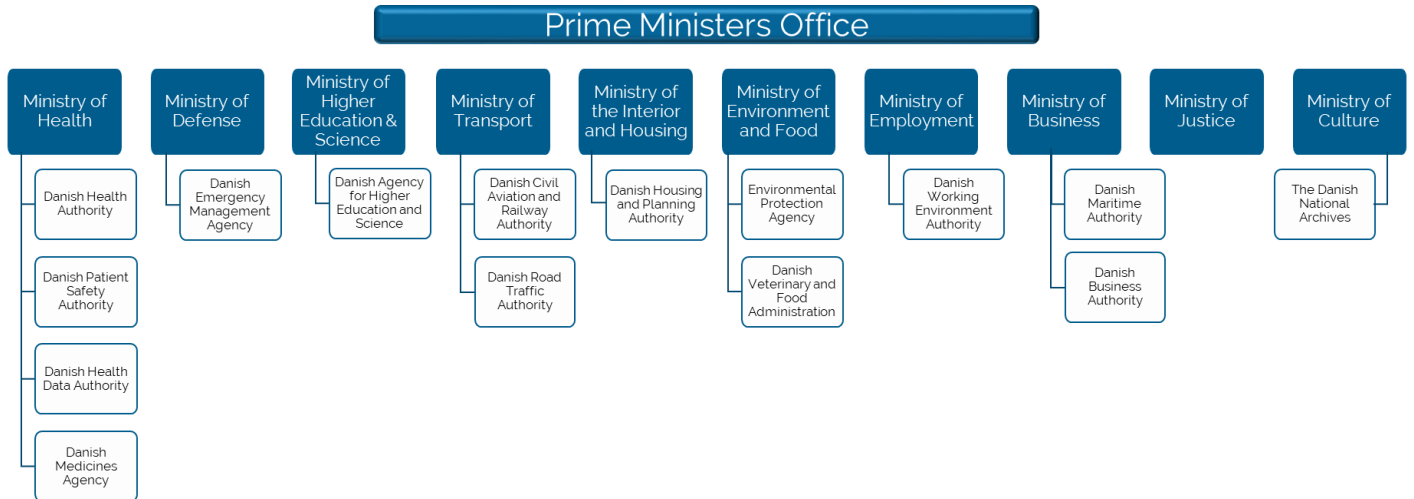 Prime Ministers Office
Ministry of
Health
Ministry of
Defense
Ministry of
Higher
Education &
Science
Ministry of
Transport
Ministry of
the Interior
and Housing
Ministry of
Environment
and Food
Ministry of
Employment
Ministry of
Business
Ministry of
Justice
Ministry of
Culture
Danish Health
Authority
Danish Patient
Safety
Authority
Danish Health
Data Authority
Danish
Medicines
Agency
Danish
Emergency
Management
Agency
Danish Agency
for Higher
Education and
Science
Danish Civil
Aviation and
Railway
Authority
Danish Road
Traffic
Authority
Danish Housing
and Planning
Authority
Environmental
Protection
Agency
Danish
Veterinary and
Food
Administration
Danish
Working
Environment
Authority
Danish
Maritime
Authority
Danish
Business
Authority
The Danish
National
Archives